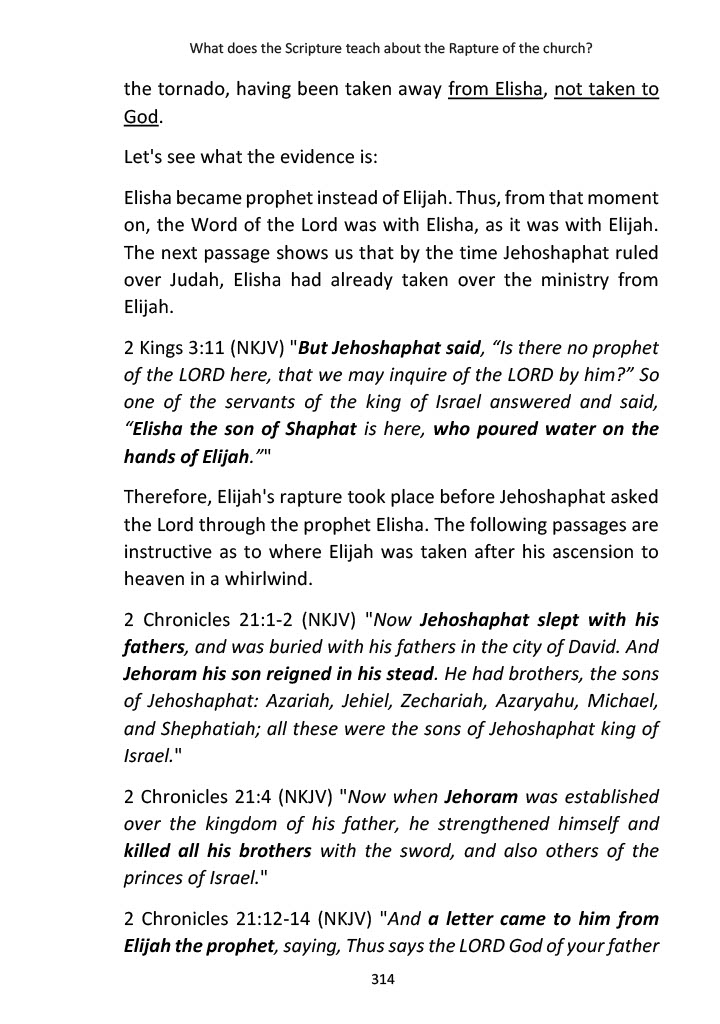 What does the Scripture teach about the Rapture of the church?
the tornado, having been taken away from Elisha, not taken to
God.
Let's see what the evidence is:
Elisha became prophet instead of Elijah. Thus, from that moment
on, the Word of the Lord was with Elisha, as it was with Elijah.
The next passage shows us that by the time Jehoshaphat ruled
over Judah, Elisha had already taken over the ministry from
Elijah.
2 Kings 3:11 (NKJV) "But Jehoshaphat said, “Is there no prophet
of the LORD here, that we may inquire of the LORD by him?” So
one of the servants of the king of Israel answered and said,
“Elisha the son of Shaphat is here, who poured water on the
hands of Elijah.”"
Therefore, Elijah's rapture took place before Jehoshaphat asked
the Lord through the prophet Elisha. The following passages are
instructive as to where Elijah was taken after his ascension to
heaven in a whirlwind.
2 Chronicles 21:1-2 (NKJV) "Now Jehoshaphat slept with his
fathers, and was buried with his fathers in the city of David. And
Jehoram his son reigned in his stead. He had brothers, the sons
of Jehoshaphat: Azariah, Jehiel, Zechariah, Azaryahu, Michael,
and Shephatiah; all these were the sons of Jehoshaphat king of
Israel."
2 Chronicles 21:4 (NKJV) "Now when Jehoram was established
over the kingdom of his father, he strengthened himself and
killed all his brothers with the sword, and also others of the
princes of Israel."
2 Chronicles 21:12-14 (NKJV) "And a letter came to him from
Elijah the prophet, saying, Thus says the LORD God of your father
314